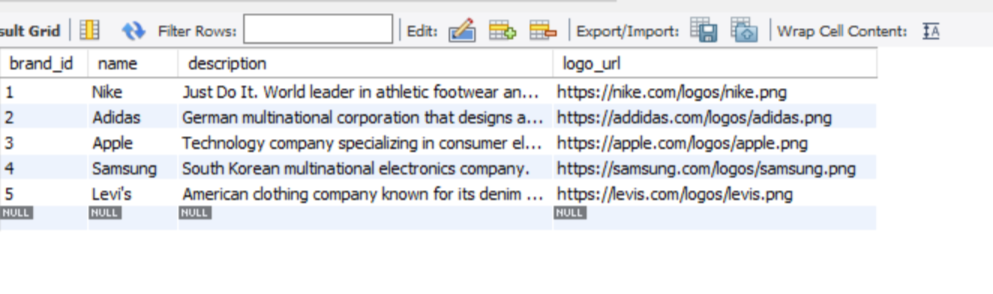 sult Grid Filter Rules: Edit: Export/Import: Wrap Cell Content: IA
brand_id name description logo_url
1 Nike Just Do It. World leader in athletic footwear an... https://nike.com/logos/nike.png
2 Adidas German multinational corporation that designs a... https://addidas.com/logos/adidas.png
3 Apple Technology company specializing in consumer el... https://apple.com/logos/apple.png
4 Samsung South Korean multinational electronics company. https://samsung.com/logos/samsung.png
5 Levi's American clothing company known for its denim ... https://levis.com/logos/levis.png
NULL NULL NULL NULL